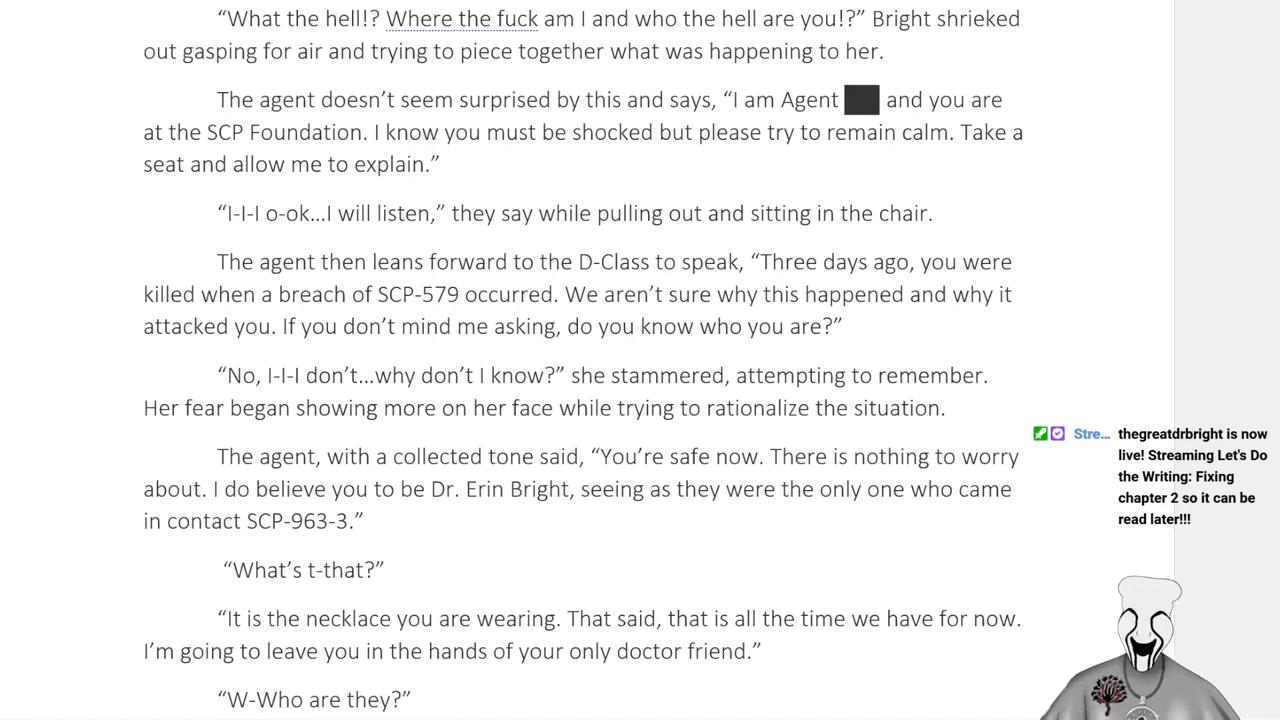 “What the hell!? Where the fuck am I and who the hell are you!?” Bright shrieked
out gasping for air and trying to piece together what was happening to her.
The agent doesn’t seem surprised by this and says, “I am Agent and you are
at the SCP Foundation. I know you must be shocked but please try to remain calm. Take a
seat and allow me to explain.”
“I-I-I o-ok…I will listen,” they say while pulling out and sitting in the chair.
The agent then leans forward to the D-Class to speak, “Three days ago, you were
killed when a breach of SCP-579 occurred. We aren’t sure why this happened and why it
attacked you. If you don’t mind me asking, do you know who you are?”
“No, I-I-I don’t…why don’t I know?” she stammered, attempting to remember.
Her fear began showing more on her face while trying to rationalize the situation.
The agent, with a collected tone said, “You’re safe now. There is nothing to worry
about. I do believe you to be Dr. Erin Bright, seeing as they were the only one who came
in contact SCP-963-3.”
“What’s t-that?”
“It is the necklace you are wearing. That said, that is all the time we have for now.
I’m going to leave you in the hands of your only doctor friend.”
“W-Who are they?”
Stre... thegreatdrbright is now
live! Streaming Let's Do
the Writing: Fixing
chapter 2 so it can be
read later!!!